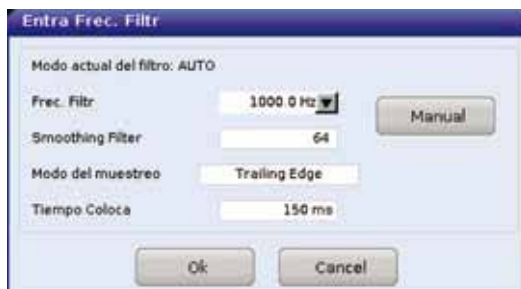 Entra Frec. Filtr
Modo actual del filtro: AUTO
Frec. Filtr 1000.0 Hz
Manual
Smoothing Filter 64
Modo del muestreo Trailing Edge
Tiempo Coloca 150 ms
Ok Cancel